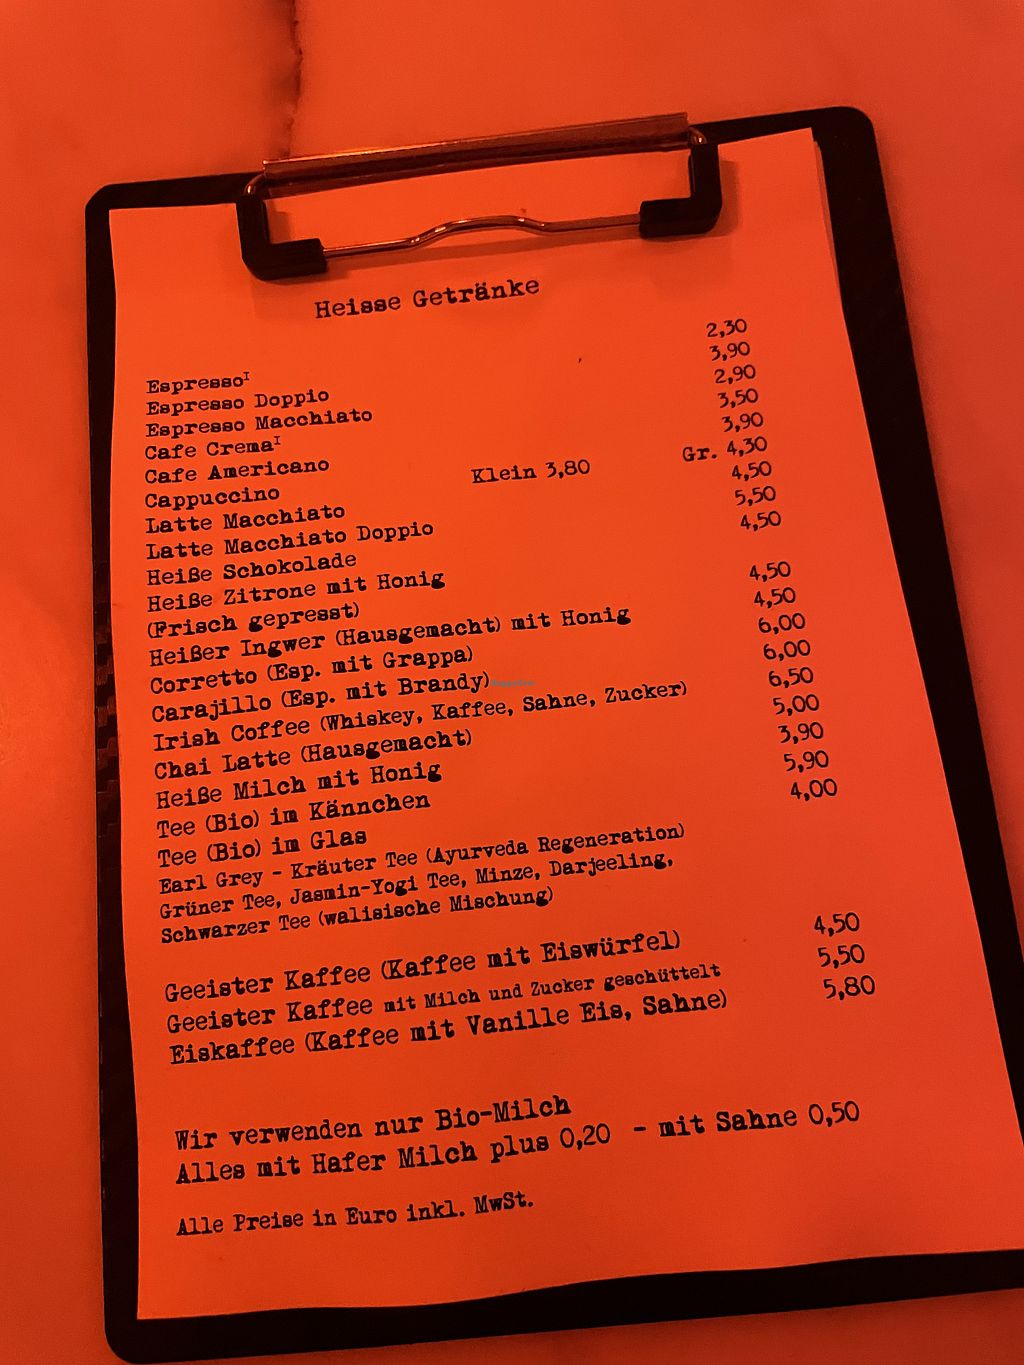 Heisse Getränke
Espresso¹ 2,30
Espresso Doppio 3,90
Espresso Macchiato 2,90
Cafe Crema¹ 3,50
Cafe Americano 3,90
Cappuccino Klein 3,80 Gr. 4,30
Latte Macchiato 4,50
Latte Macchiato Doppio 5,50
Heiße Schokolade 4,50
Heiße Zitrone mit Honig
(Frisch gepresst) 4,50
Heißer Ingwer (Hausgemacht) mit Honig 4,50
Corretto (Esp. mit Grappa) 6,00
Carajillo (Esp. mit Brandy) 6,00
Irish Coffee (Whiskey, Kaffee, Sahne, Zucker) 6,50
Chai Latte (Hausgemacht) 5,00
Heiße Milch mit Honig 3,90
Tee (Bio) im Kännchen 5,90
Tee (Bio) im Glas 4,00
Earl Grey - Kräuter Tee (Ayurveda Regeneration)
Grüner Tee, Jasmin-Yogi Tee, Minze, Darjeeling,
Schwarzer Tee (walisische Mischung)
Geeister Kaffee (Kaffee mit Eiswürfel) 4,50
Geeister Kaffee mit Milch und Zucker geschüttelt 5,50
Eiskaffee (Kaffee mit Vanille Eis, Sahne) 5,80
Wir verwenden nur Bio-Milch
Alles mit Hafer Milch plus 0,20 - mit Sahne 0,50
Alle Preise in Euro inkl. MwSt.